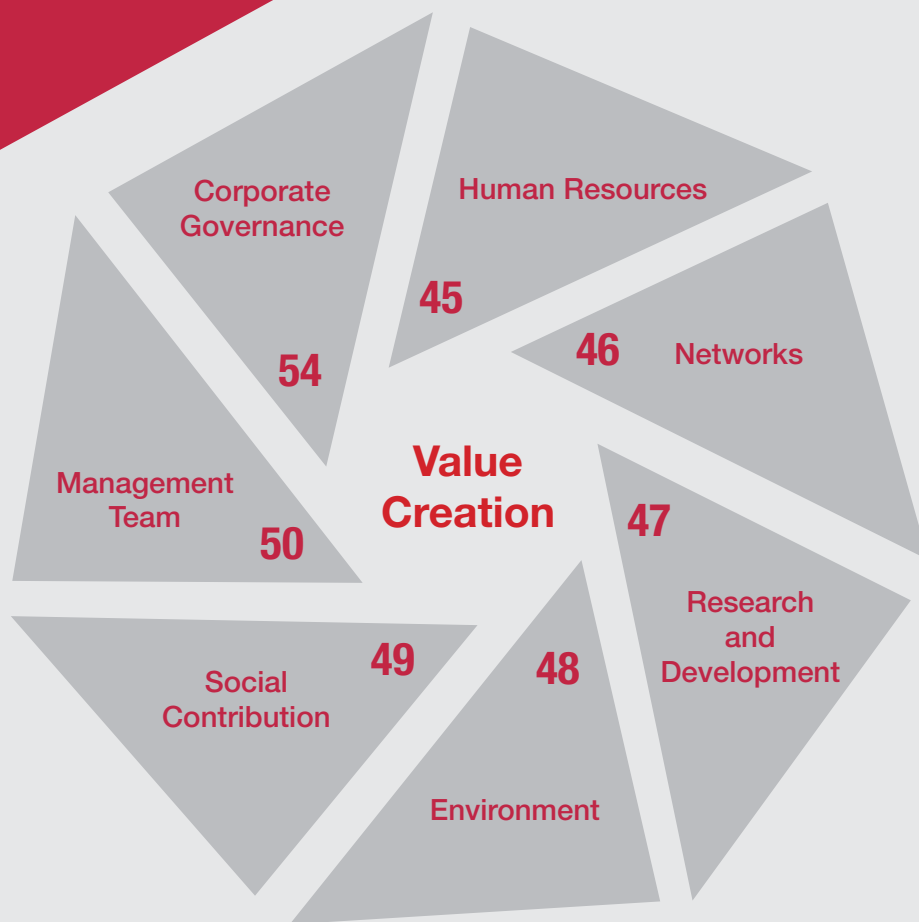 Corporate
Governance
54
Human Resources
45
46
Networks
47
Research
and
Development
48
Environment
49
Social
Contribution
Management
Team
50
Value
Creation